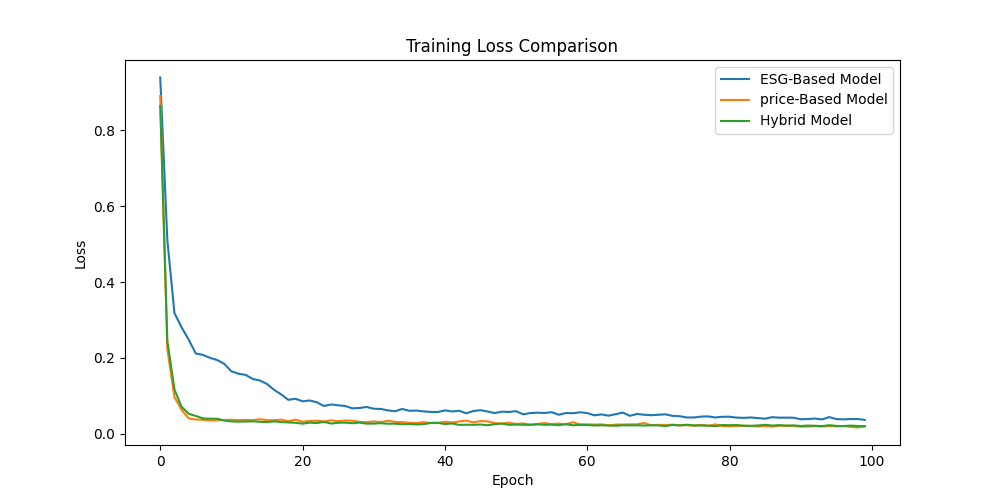 Training Loss Comparison
ESG-Based Model
price-Based Model
Hybrid Model
Loss
0.8
0.6
0.4
0.2
0.0
0
20
40
60
80
100
Epoch